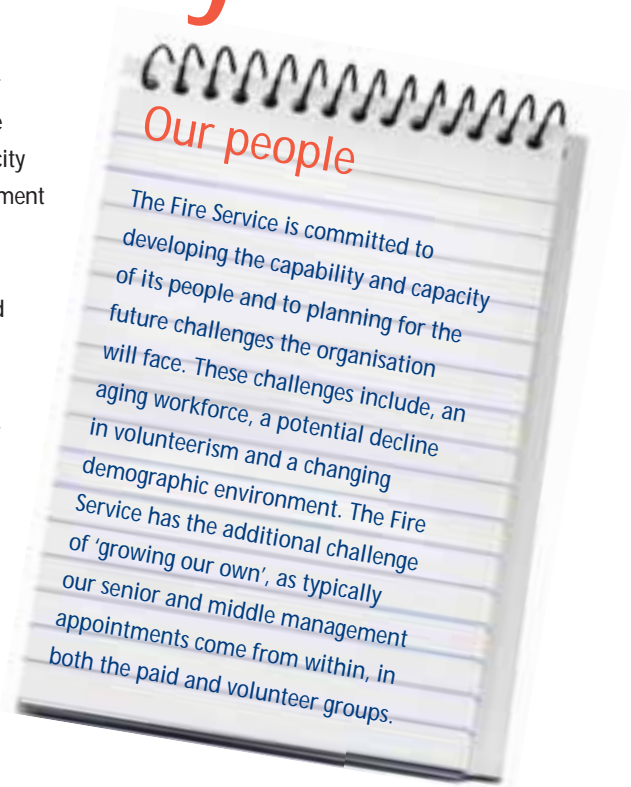 Our people
The Fire Service is committed to
developing the capability and capacity
of its people and to planning for the
future challenges the organisation
will face. These challenges include, an
aging workforce, a potential decline
in volunteerism and a changing
demographic environment. The Fire
Service has the additional challenge
of ‘growing our own’, as typically
our senior and middle management
appointments come from within, in
both the paid and volunteer groups.